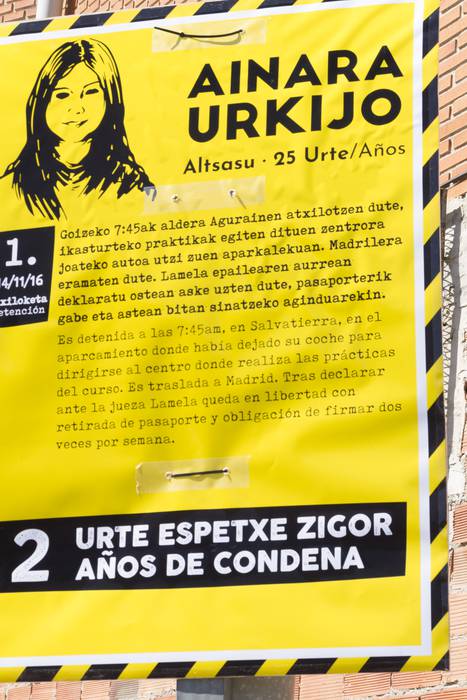 AINARA
URKIJO
Altsasu · 25 Urte/Años
Goizeko 7:45ak aldera Agurainen atxilotzen dute,
ikasturteko praktikak egiten dituen zentrora
joateko autoa utzi zuen aparkalekuan. Madrilera
eramaten dute. Lamela epailearen aurrean
deklaratu ostean aske uzten dute, pasaporterik
gabe eta astean bitan sinatzeko aginduarekin.
1.
14/11/16
xiloketa
etención
Es detenida a las 7:45am, en Salvatierra, en el
aparcamiento donde había dejado su coche para
dirigirse al centro donde realiza las prácticas
del curso. Es traslada a Madrid. Tras declarar
ante la jueza Lamela queda en libertad con
retirada de pasaporte y obligación de firmar dos
veces por semana.
2 URTE ESPETXE ZIGOR
AÑOS DE CONDENA